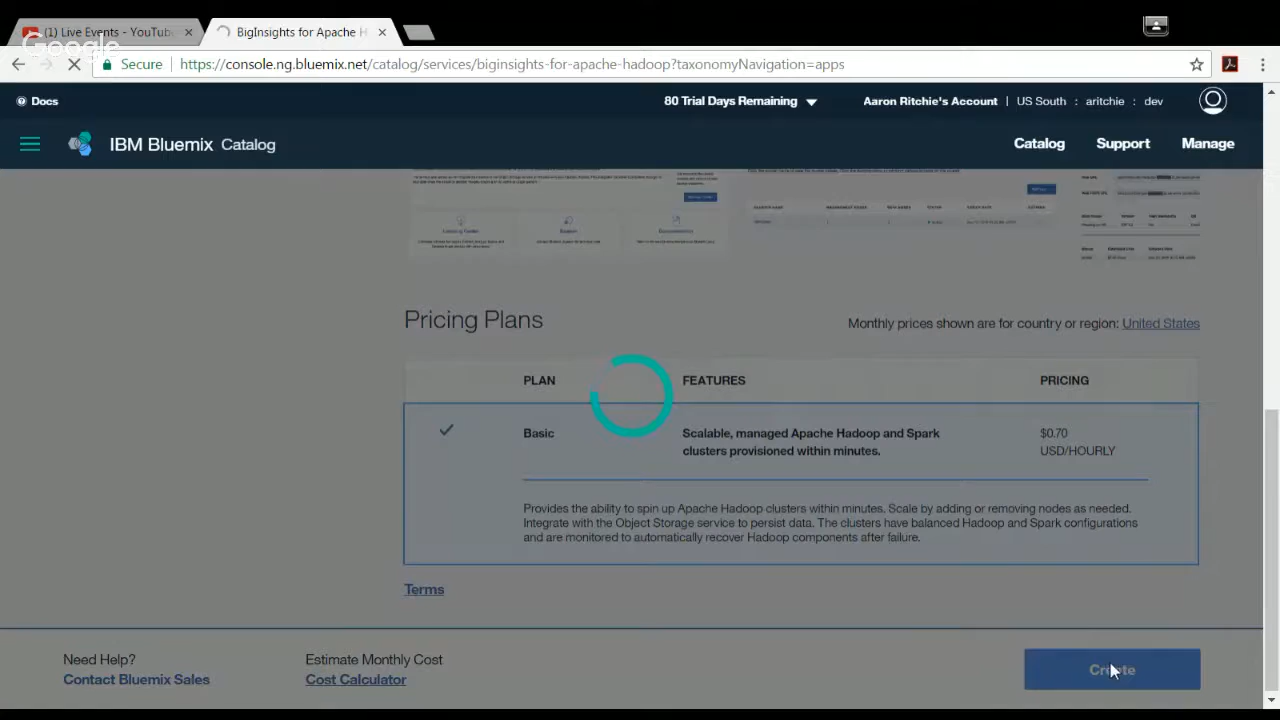 (1) Live Events - YouTub
BigInsights for Apache H
Google
Secure
https://console.ng.bluemix.net/catalog/services/biginsights-for-apache-hadoop?taxonomyNavigation=apps
Docs
80 Trial Days Remaining
Aaron Ritchie's Account | US South : aritchie : dev
IBM Bluemix Catalog
Catalog Support Manage
Pricing Plans
Monthly prices shown are for country or region: United States
PLAN FEATURES PRICING
Basic
Scalable, managed Apache Hadoop and Spark
clusters provisioned within minutes.
$0.70
USD/HOURLY
Provides the ability to spin up Apache Hadoop clusters within minutes. Scale by adding or removing nodes as needed.
Integrate with the Object Storage service to persist data. The clusters have balanced Hadoop and Spark configurations
and are monitored to automatically recover Hadoop components after failure.
Terms
Need Help?
Contact Bluemix Sales
Estimate Monthly Cost
Cost Calculator
Create